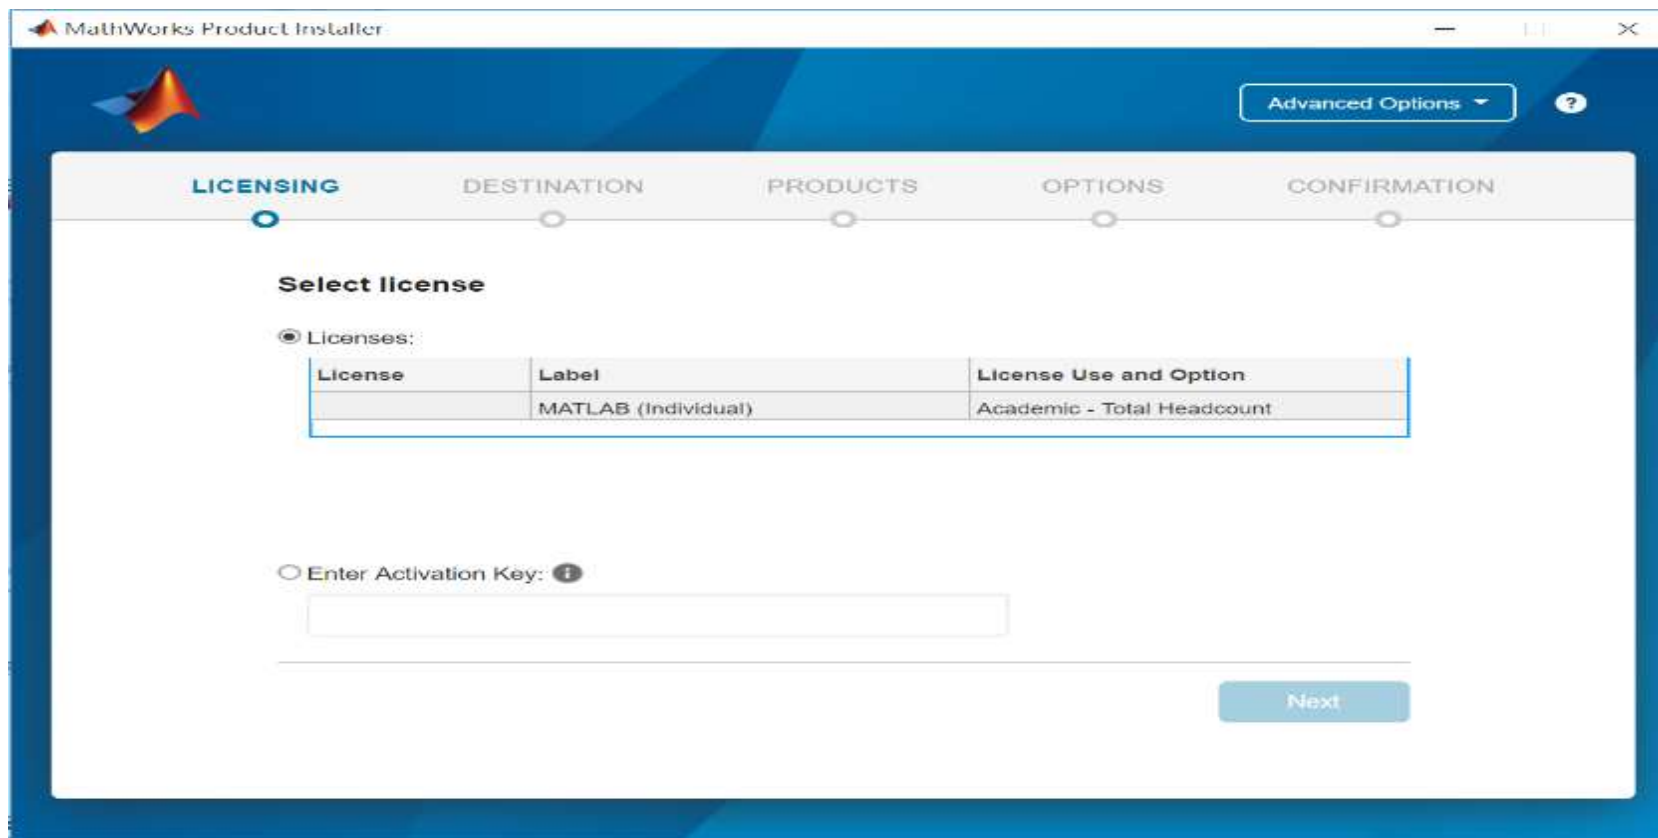 MathWorks Product Installer
Advanced Options
?
LICENSING DESTINATION PRODUCTS OPTIONS CONFIRMATION
Select license
Licenses:
License Label License Use and Option
MATLAB (Individual) Academic - Total Headcount
Enter Activation Key: i
Next